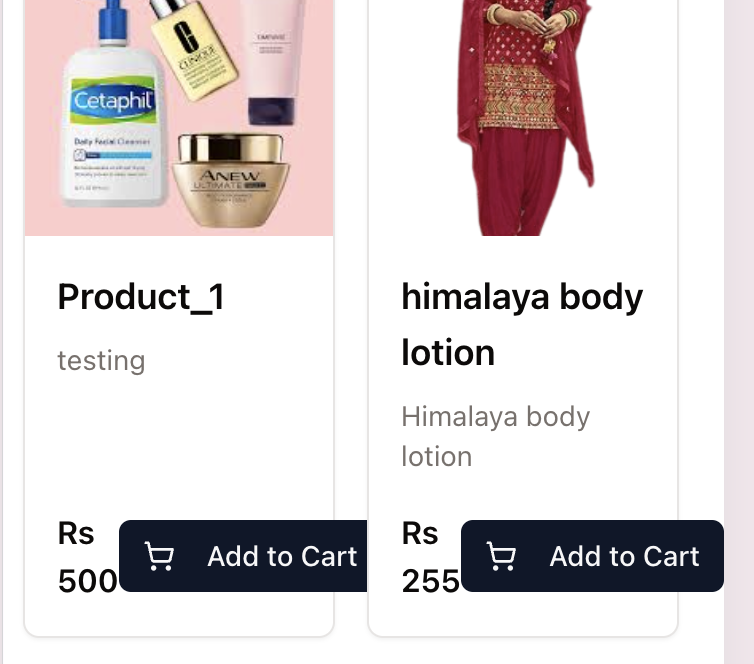 CLINIQUE
Cetaphil
Daily Facial Cleanser
ANEW
ULTIMATE
Product_1
testing
Rs
500
Add to Cart
himalaya body
lotion
Himalaya body
lotion
Rs
255
Add to Cart